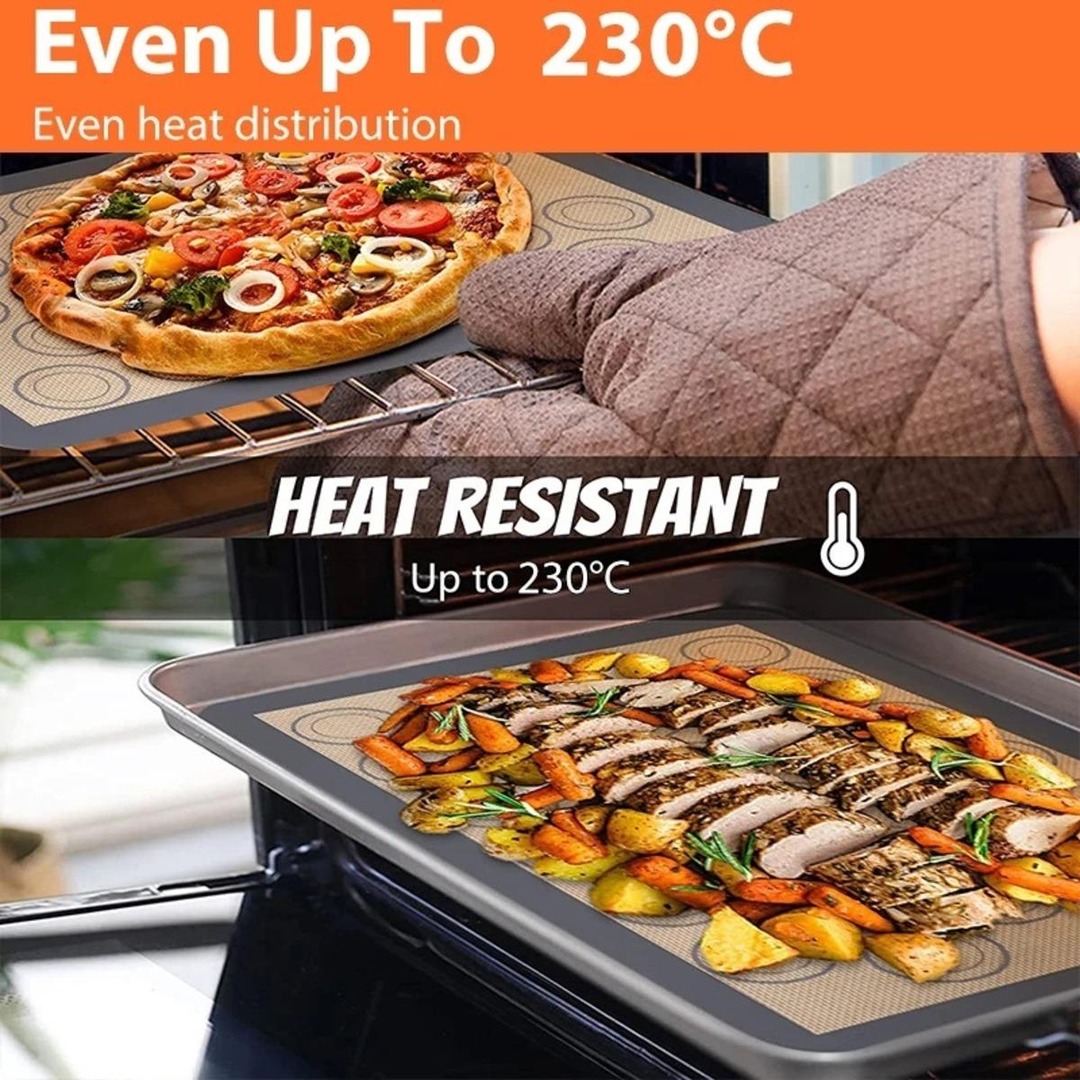 Even Up To 230°C
Even heat distribution
HEAT RESISTANT
Up to 230°C